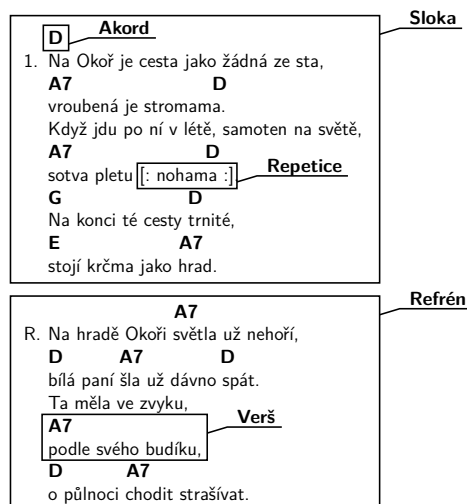 Sloka
D Akord
1. Na Okoř je cesta jako žádná ze sta,
A7 D
vroubená je stromama.
Když jdu po ní v létě, samoten na světě,
A7 D
sotva pletu [: nohama :] Repetice
G D
Na konci té cesty trnité,
E A7
stojí krčma jako hrad.
Refrén
A7
R. Na hradě Okoři světla už nehoří,
D A7 D
bílá paní šla už dávno spát.
Ta měla ve zvyku,
A7 Verš
podle svého budíku,
D A7
o půlnoci chodit strašívat.